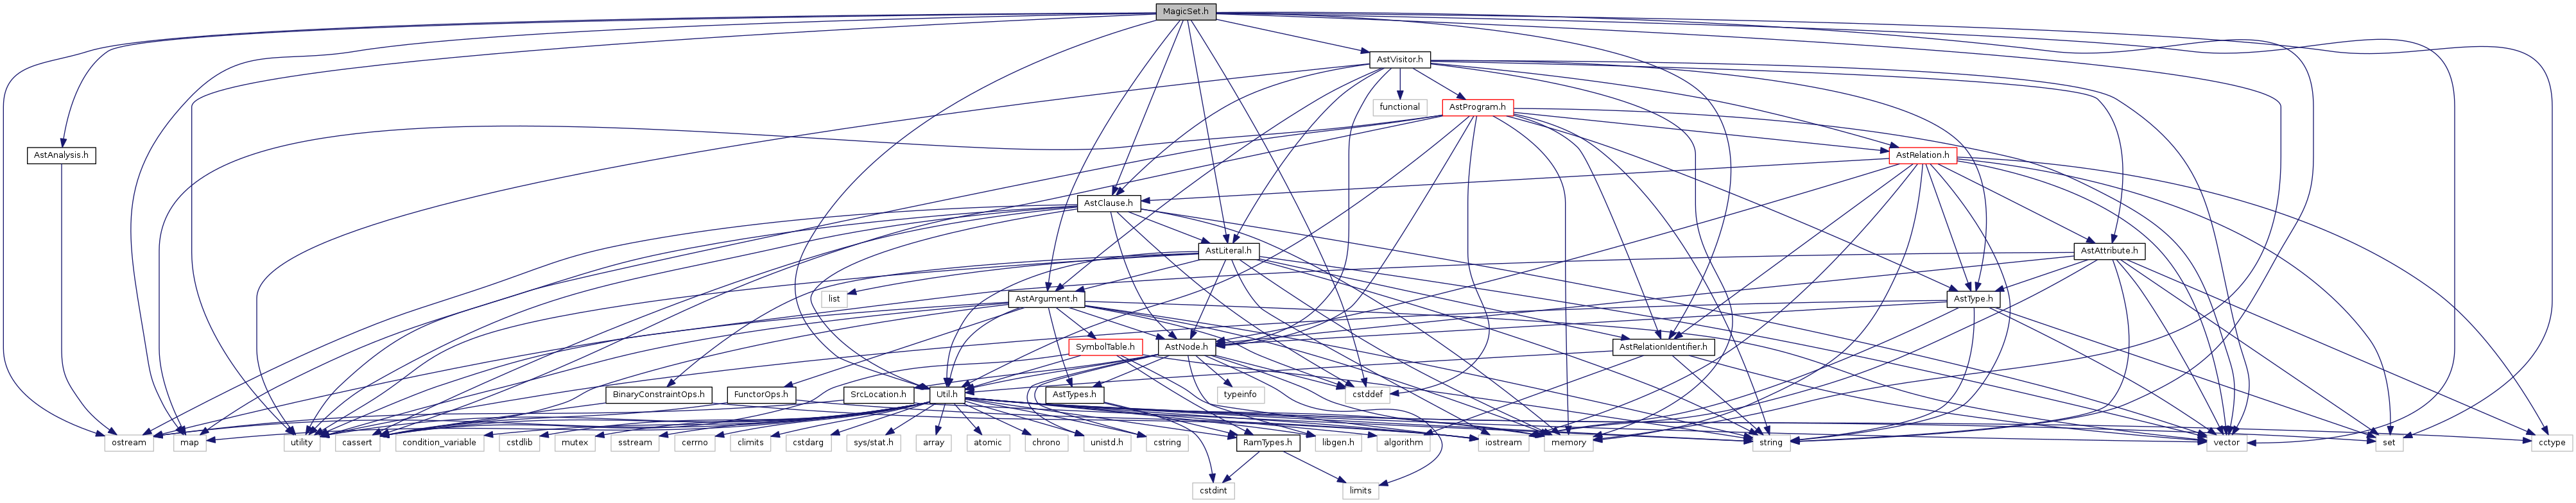 MagicSet.h
AstVisitor.h
functional
AstProgram.h
AstAnalysis.h
AstRelation.h
AstClause.h
AstLiteral.h
AstAttribute.h
list
AstArgument.h
AstType.h
SymbolTable.h
AstNode.h
AstRelationIdentifier.h
BinaryConstraintOps.h
FunctorOps.h
SrcLocation.h
Util.h
AstTypes.h
typeinfo
cstddef
ostream
map
utility
cassert
condition_variable
cstdlib
mutex
sstream
cerrno
climits
cstdarg
sys/stat.h
array
atomic
chrono
unistd.h
cstring
RamTypes.h
libgen.h
algorithm
iostream
memory
string
vector
set
cctype
cstdint
limits